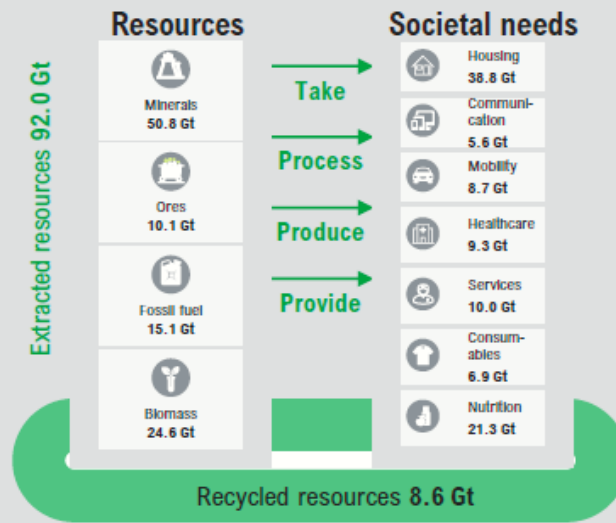 Resources
Societal needs
Extracted resources 92.0 Gt
Minerals
50.8 Gt
Ores
10.1 Gt
Fossil fuel
15.1 Gt
Biomass
24.6 Gt
Take
Process
Produce
Provide
Housing
38.8 Gt
Communi-
cation
5.6 Gt
Mobility
8.7 Gt
Healthcare
9.3 Gt
Services
10.0 Gt
Consum-
ables
6.9 Gt
Nutrition
21.3 Gt
Recycled resources 8.6 Gt